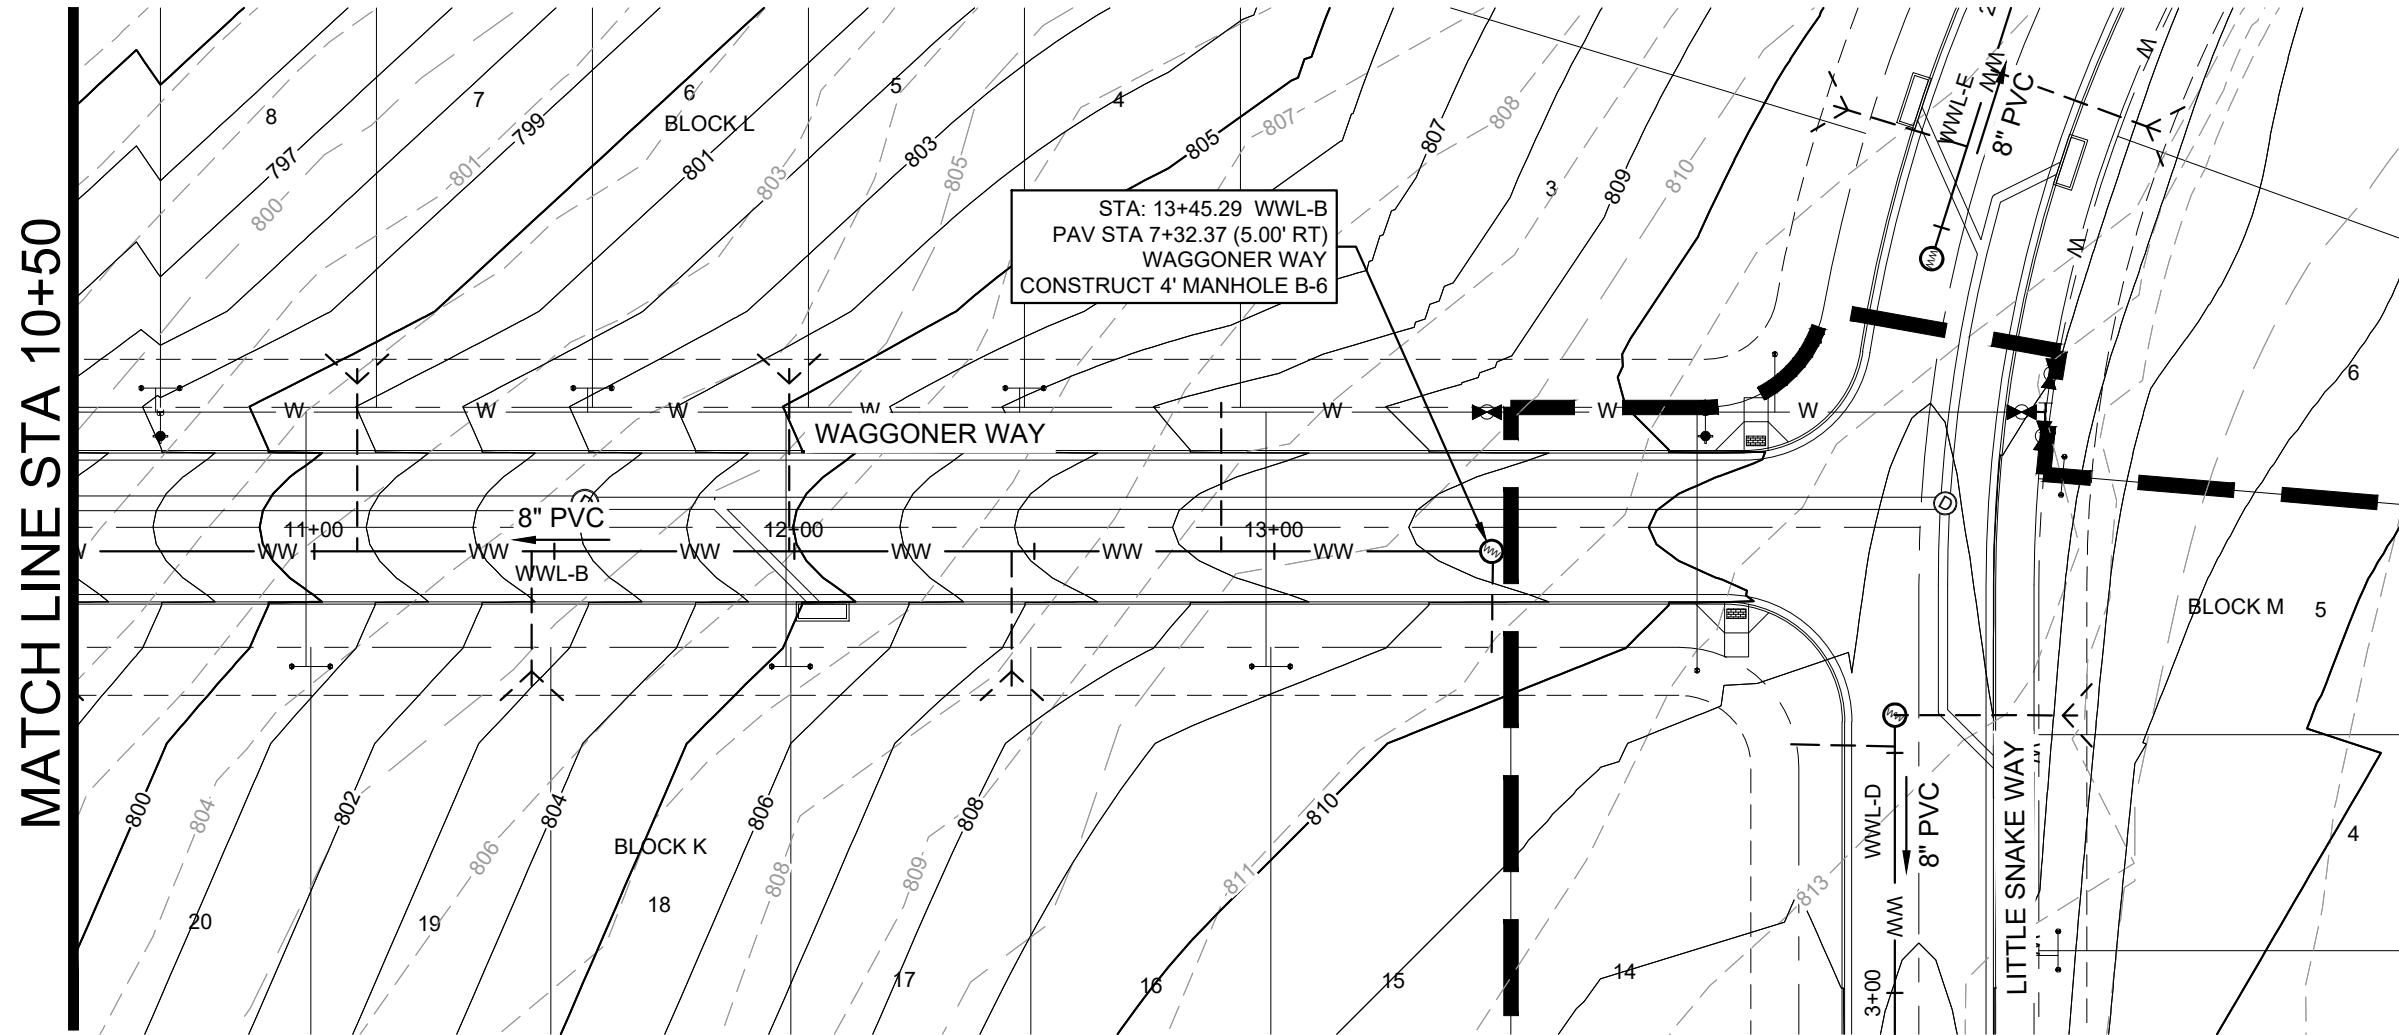 MATCH LINE STA 10+50
8
7
6
BLOCK L
5
4
3
797
799
801
803
805
807
809
800
801
803
805
807
808
810
STA: 13+45.29 WWL-B
PAV STA 7+32.37 (5.00' RT)
WAGGONER WAY
CONSTRUCT 4' MANHOLE B-6
WWL-E
WW
8" PVC
W
W
6
W
W
W
W
W
W
W
WAGGONER WAY
D
D
11+00
8" PVC
12+00
13+00
WW
WW
WW
WW
WW
WW
WW
WWL-B
BLOCK M
5
4
800
804
802
806
804
808
806
809
808
811
810
813
BLOCK K
20
19
18
17
16
15
14
WW
WWL-D
8" PVC
WW
3+00
LITTLE SNAKE WAY